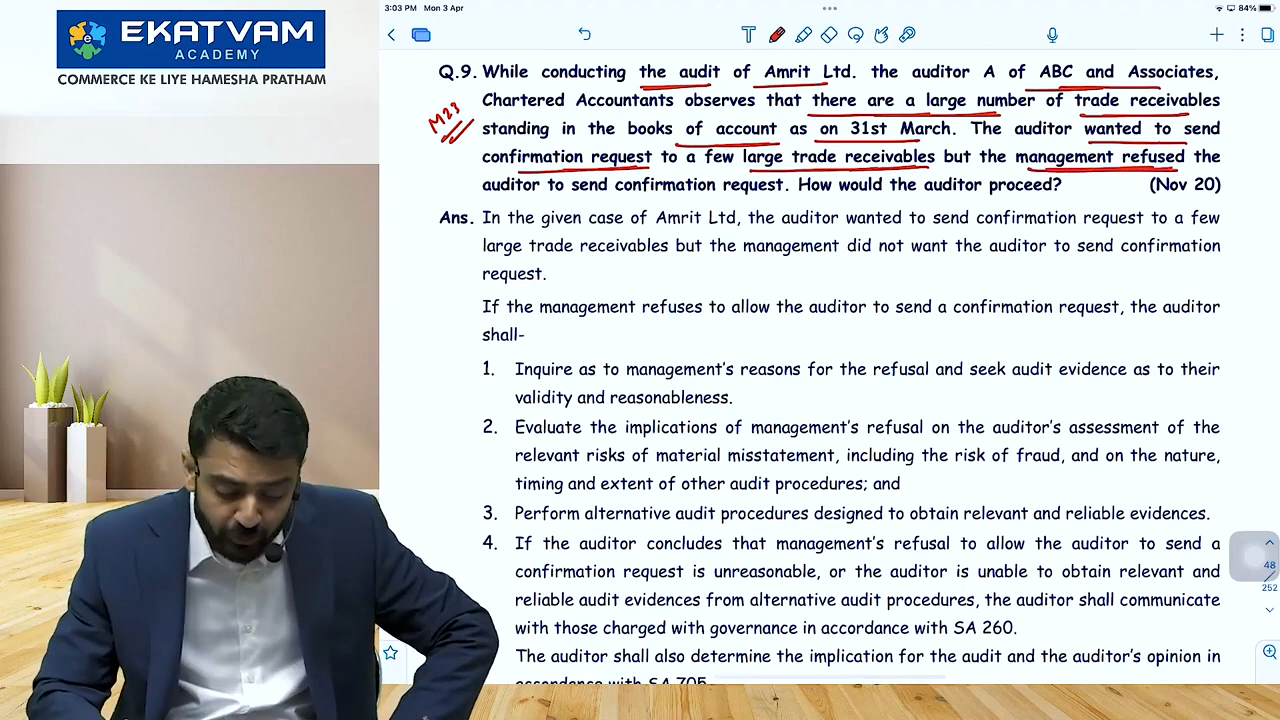 3:03 PM Mon 3 Apr
84%
EKATVAM
ACADEMY
COMMERCE KE LIYE HAMESHA PRATHAM
Q.9. While conducting the audit of Amrit Ltd. the auditor A of ABC and Associates,
Chartered Accountants observes that there are a large number of trade receivables
M23
standing in the books of account as on 31st March. The auditor wanted to send
confirmation request to a few large trade receivables but the management refused the
auditor to send confirmation request. How would the auditor proceed? (Nov 20)
Ans. In the given case of Amrit Ltd, the auditor wanted to send confirmation request to a few
large trade receivables but the management did not want the auditor to send confirmation
request.
If the management refuses to allow the auditor to send a confirmation request, the auditor
shall-
1. Inquire as to management's reasons for the refusal and seek audit evidence as to their
validity and reasonableness.
2. Evaluate the implications of management's refusal on the auditor's assessment of the
relevant risks of material misstatement, including the risk of fraud, and on the nature,
timing and extent of other audit procedures; and
3. Perform alternative audit procedures designed to obtain relevant and reliable evidences.
4. If the auditor concludes that management's refusal to allow the auditor to send a
confirmation request is unreasonable, or the auditor is unable to obtain relevant and
reliable audit evidences from alternative audit procedures, the auditor shall communicate
with those charged with governance in accordance with SA 260.
The auditor shall also determine the implication for the audit and the auditor's opinion in
accordance with SA 705
48
252